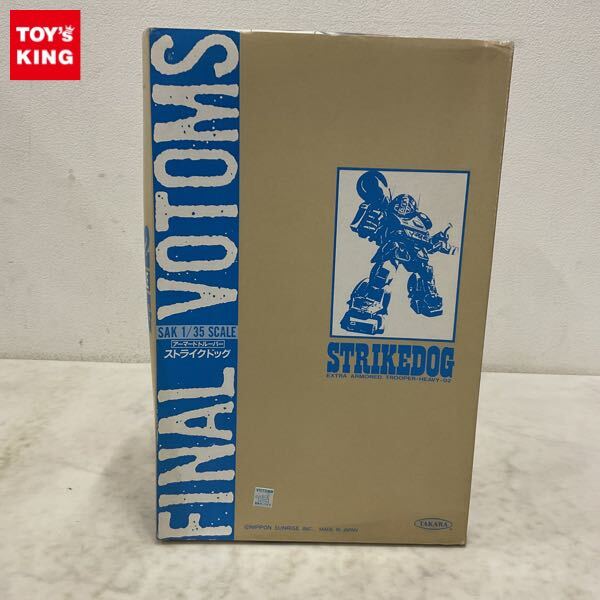 TOY'S
KING
FINAL VOTOMS
SAK 1/35 SCALE
アーマードトルーパー
ストライクドッグ
STRIKEDOG
EXTRA ARMORED TROOPER-HEAVY-02
VOTOMS
©NIPPON SUNRISE INC., MADE IN JAPAN
TAKARA